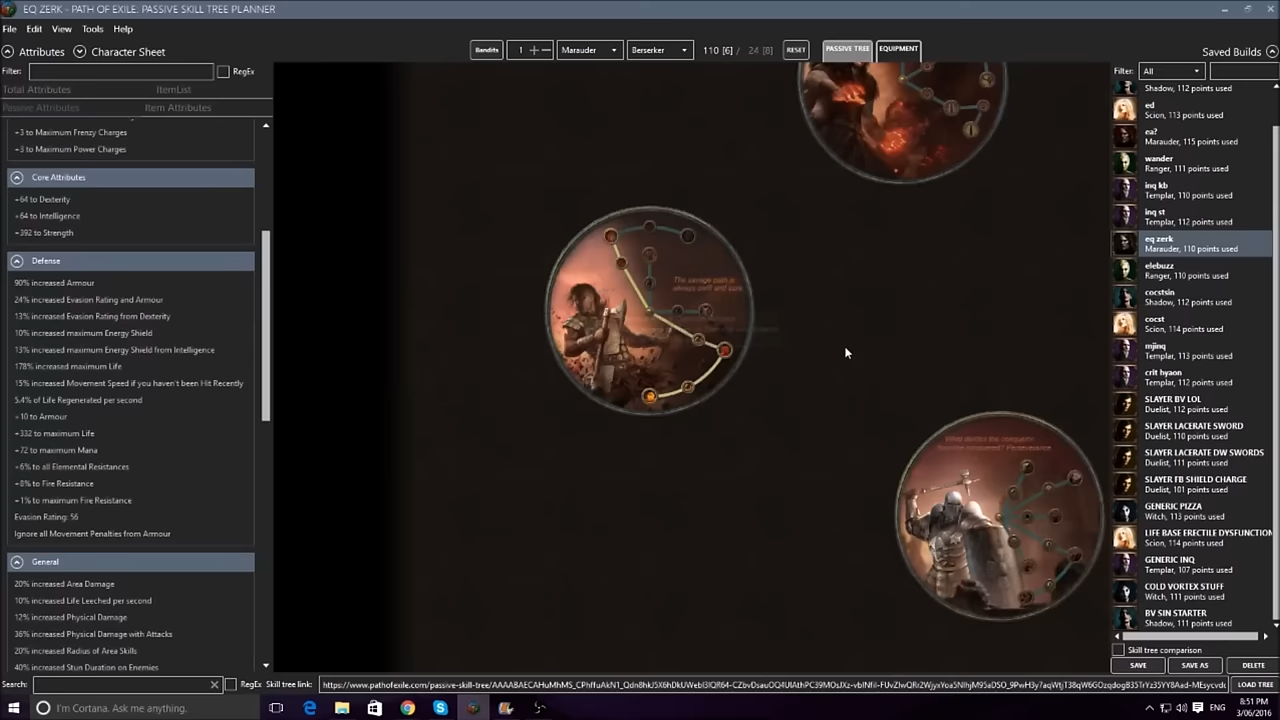 EQ ZERK - PATH OF EXILE: PASSIVE SKILL TREE PLANNER
File Edit View Tools Help
Attributes Character Sheet
Bandits 1 Marauder Berserker 110 [6] / 24 [8] RESET PASSIVE TREE EQUIPMENT
Saved Builds
Filter: RegEx
Total Attributes ItemList
Passive Attributes Item Attributes
+3 to Maximum Frenzy Charges
+3 to Maximum Power Charges
Core Attributes
+64 to Dexterity
+64 to Intelligence
+392 to Strength
Defense
increased Armour
24% increased Evasion Rating and Armour
13% increased Evasion Rating from Dexterity
10% increased maximum Energy Shield
13% increased maximum Energy Shield from Intelligence
178% increased maximum Life
15% increased Movement Speed if you haven't been Hit Recently
5.4% of Life Regenerated per second
+10 to Armour
+332 to maximum Life
+72 to maximum Mana
+6% to all Elemental Resistances
+8% to Fire Resistance
+1% to maximum Fire Resistance
Evasion Rating: 56
Ignore all Movement Penalties from Armour
General
20% increased Area Damage
10% increased Life Leeched per second
12% increased Physical Damage
36% increased Physical Damage with Attacks
20% increased Radius of Area Skills
40% increased Stun Duration on Enemies
The savage path is
always swift and sure.
Filter: All
Shadow, 112 points used
ed
Scion, 113 points used
ea?
Marauder, 115 points used
wander
Ranger, 111 points used
inq kb
Templar, 110 points used
inq st
Templar, 112 points used
eq zerk
Marauder, 110 points used
elebuzz
Ranger, 110 points used
cocstsin
Shadow, 112 points used
cocst
Scion, 114 points used
mjinq
Templar, 113 points used
crit hyaon
Templar, 112 points used
SLAYER BV LOL
Duelist, 112 points used
SLAYER LACERATE SWORD
Duelist, 110 points used
SLAYER LACERATE DW SWORDS
Duelist, 111 points used
SLAYER FB SHIELD CHARGE
Duelist, 101 points used
GENERIC PIZZA
Witch, 113 points used
LIFE BASE ERECTILE DYSFUNCTION
Scion, 114 points used
GENERIC INQ
Templar, 107 points used
COLD VORTEX STUFF
Witch, 111 points used
BV SIN STARTER
Shadow, 111 points used
Skill tree comparison
SAVE SAVE AS DELETE
Search: RegEx Skill tree link: LOAD TREE
I'm Cortana. Ask me anything.
ENG
8:51 PM
3/06/2016